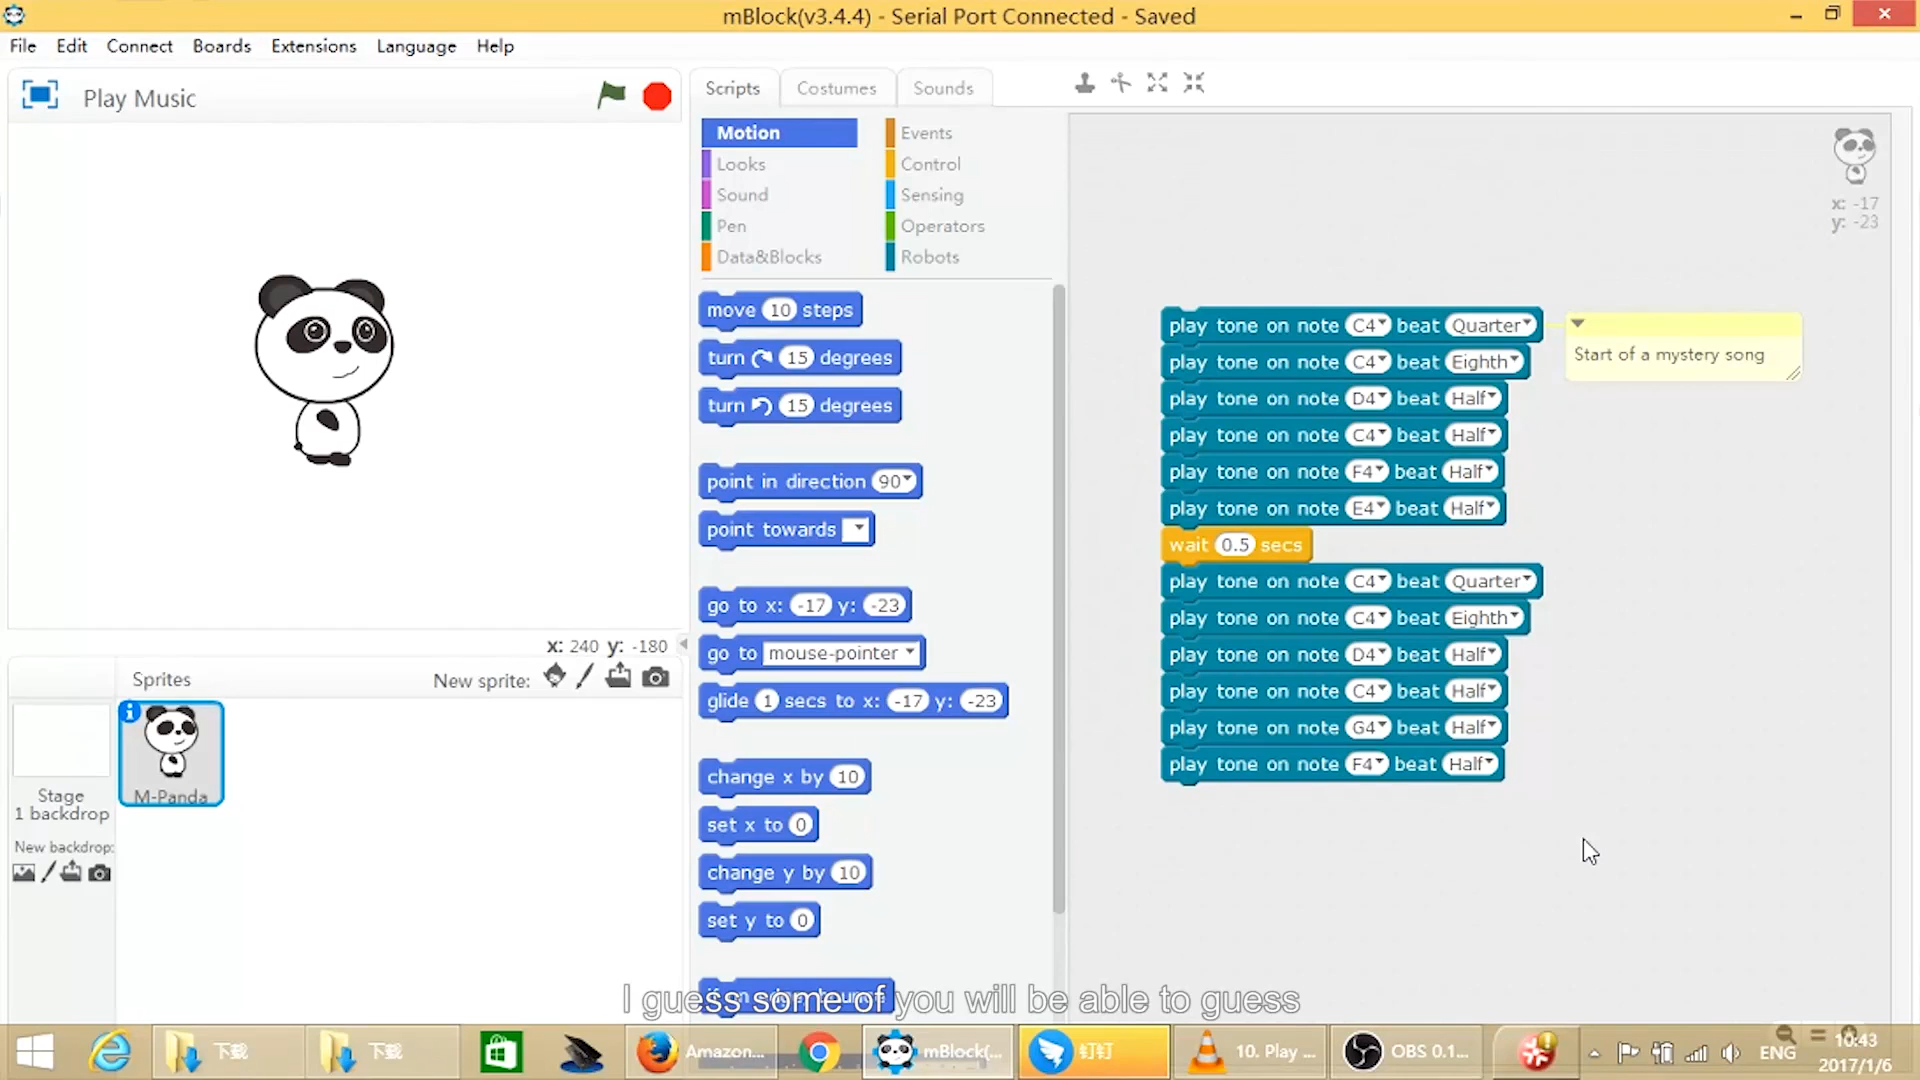 mBlock(v3.4.4) - Serial Port Connected - Saved
File Edit Connect Boards Extensions Language Help
Play Music
Scripts Costumes Sounds
Motion
Looks
Sound
Pen
Data&Blocks
Events
Control
Sensing
Operators
Robots
move 10 steps
turn 15 degrees
turn 15 degrees
point in direction 90
point towards
go to x: -17 y: -23
go to mouse-pointer
glide 1 secs to x: -17 y: -23
change x by 10
set x to 0
change y by 10
set y to 0
x: -17
y: -23
play tone on note C4 beat Quarter
play tone on note C4 beat Eighth
play tone on note D4 beat Half
play tone on note C4 beat Half
play tone on note F4 beat Half
play tone on note E4 beat Half
wait 0.5 secs
play tone on note C4 beat Quarter
play tone on note C4 beat Eighth
play tone on note D4 beat Half
play tone on note C4 beat Half
play tone on note G4 beat Half
play tone on note F4 beat Half
Start of a mystery song
x: 240 y: -180
Sprites New sprite:
M-Panda
Stage
1 backdrop
New backdrop:
I guess some of you will be able to guess
下载 下载 Amazon... mBlock(... 钉钉 10. Play ... OBS 0.1... ENG 10:43
2017/1/6